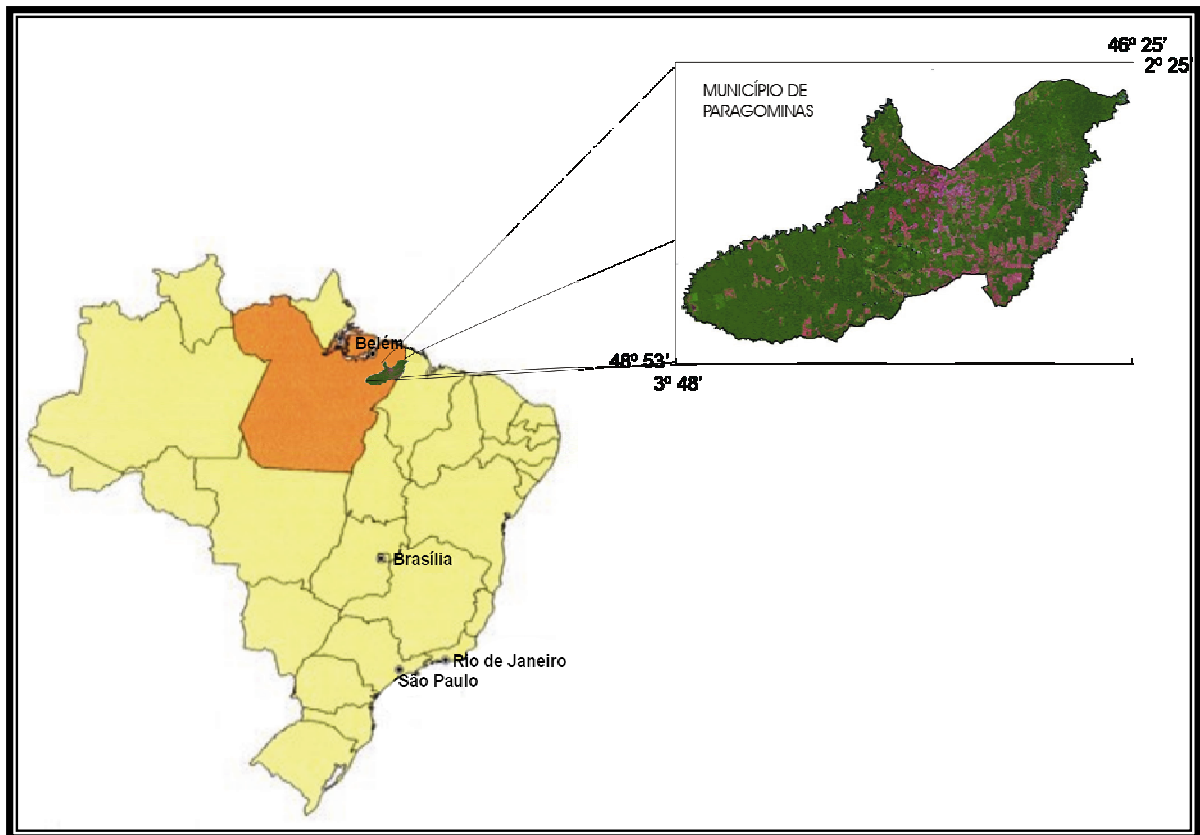 46º 25'
2º 25'
MUNICÍPIO DE
PARAGOMINAS
Belém
48º 53'
3º 48'
Brasília
Rio de Janeiro
São Paulo